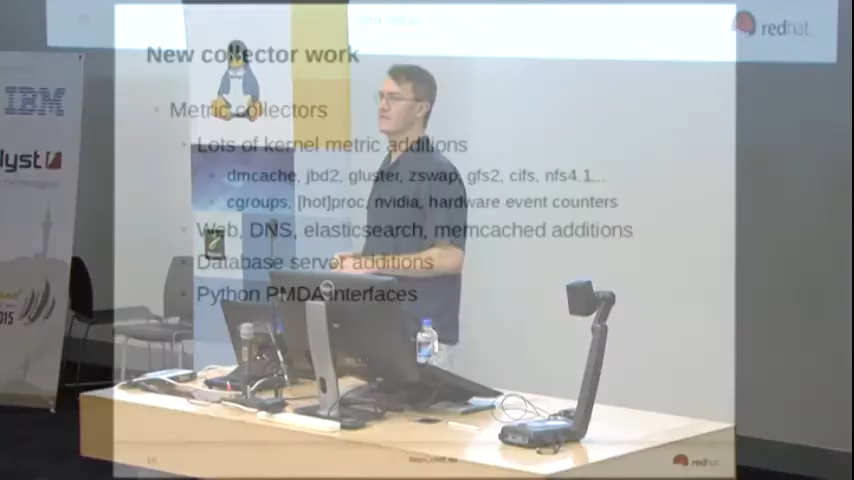 redhat
New collector work
IBM
Metric collectors
Lots of kernel metric additions
lyst
dmcache, jbd2, gluster, zswap, gfs2, cifs, nfs4.1...
cgroups, [hot]proc, nvidia, hardware event counters
Web, DNS, elasticsearch, memcached additions
Database server additions
Python PMDA interfaces
015
redhat